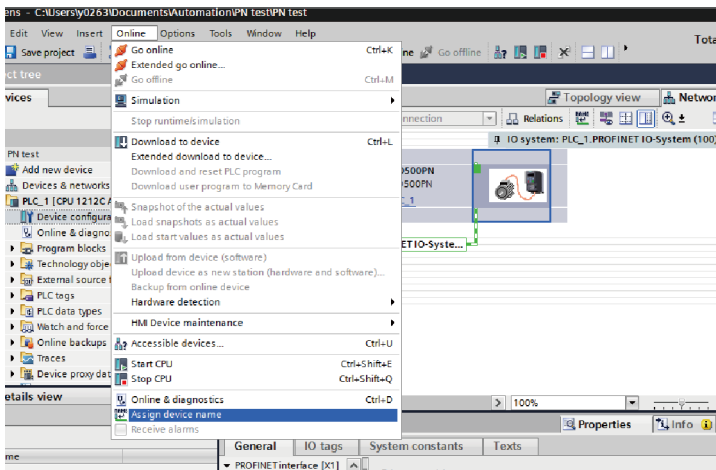 ens - C:\Users\y0263\Documents\Automation\PN test\PN test
Edit View Insert Online Options Tools Window Help
Save project
Go offline
Tota
ect tree
vices
Topology view
Networ
nnection
Relations
IO system: PLC_1.PROFINET IO-System (100)
PN test
Add new device
Devices & networks
PLC_1 [CPU 1212C A
Device configura
Online & diagno
Program blocks
Technology obje
External source f
PLC tags
PLC data types
Watch and force
Online backups
Traces
Device proxy dat
etails view
me
Go online Ctrl+K
Extended go online...
Go offline Ctrl+M
Simulation
Stop runtime/simulation
Download to device Ctrl+L
Extended download to device...
Download and reset PLC program
Download user program to Memory Card
Snapshot of the actual values
Load snapshots as actual values
Load start values as actual values
Upload from device (software)
Upload device as new station (hardware and software)...
Backup from online device
Hardware detection
HMI Device maintenance
Accessible devices... Ctrl+U
Start CPU Ctrl+Shift+E
Stop CPU Ctrl+Shift+Q
Online & diagnostics Ctrl+D
Assign device name
Receive alarms
500PN
500PN
C_1
ET IO-Syste...
100%
Properties
Info
General IO tags System constants Texts
PROFINET interface [X1]